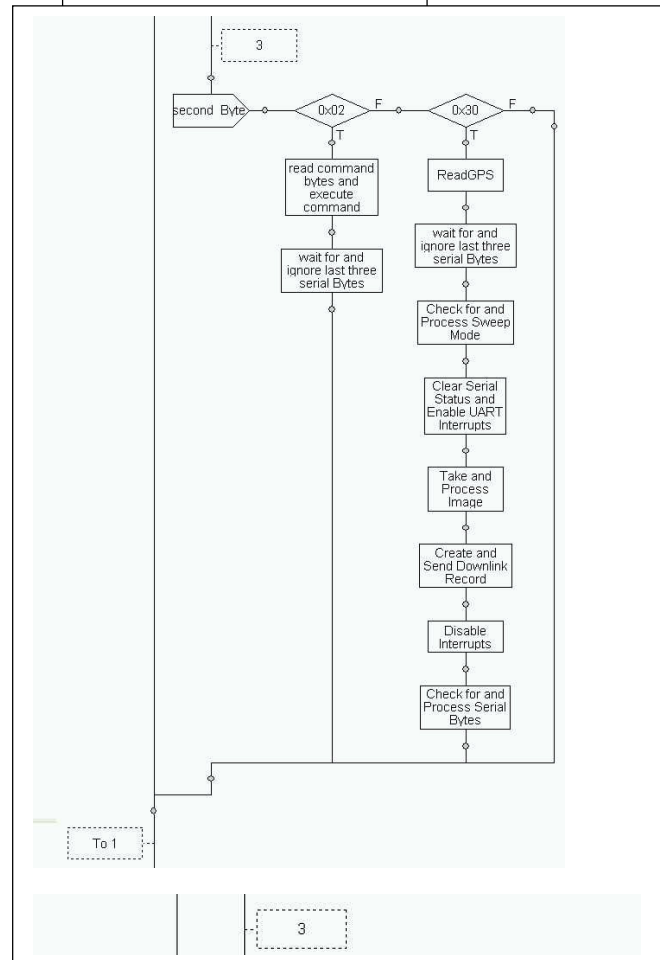 3
second Byte
0x02
F
0x30
F
T
T
read command
bytes and
execute
command
wait for and
ignore last three
serial Bytes
ReadGPS
wait for and
ignore last three
serial Bytes
Check for and
Process Sweep
Mode
Clear Serial
Status and
Enable UART
Interrupts
Take and
Process
Image
Create and
Send Downlink
Record
Disable
Interrupts
Check for and
Process Serial
Bytes
To 1
3